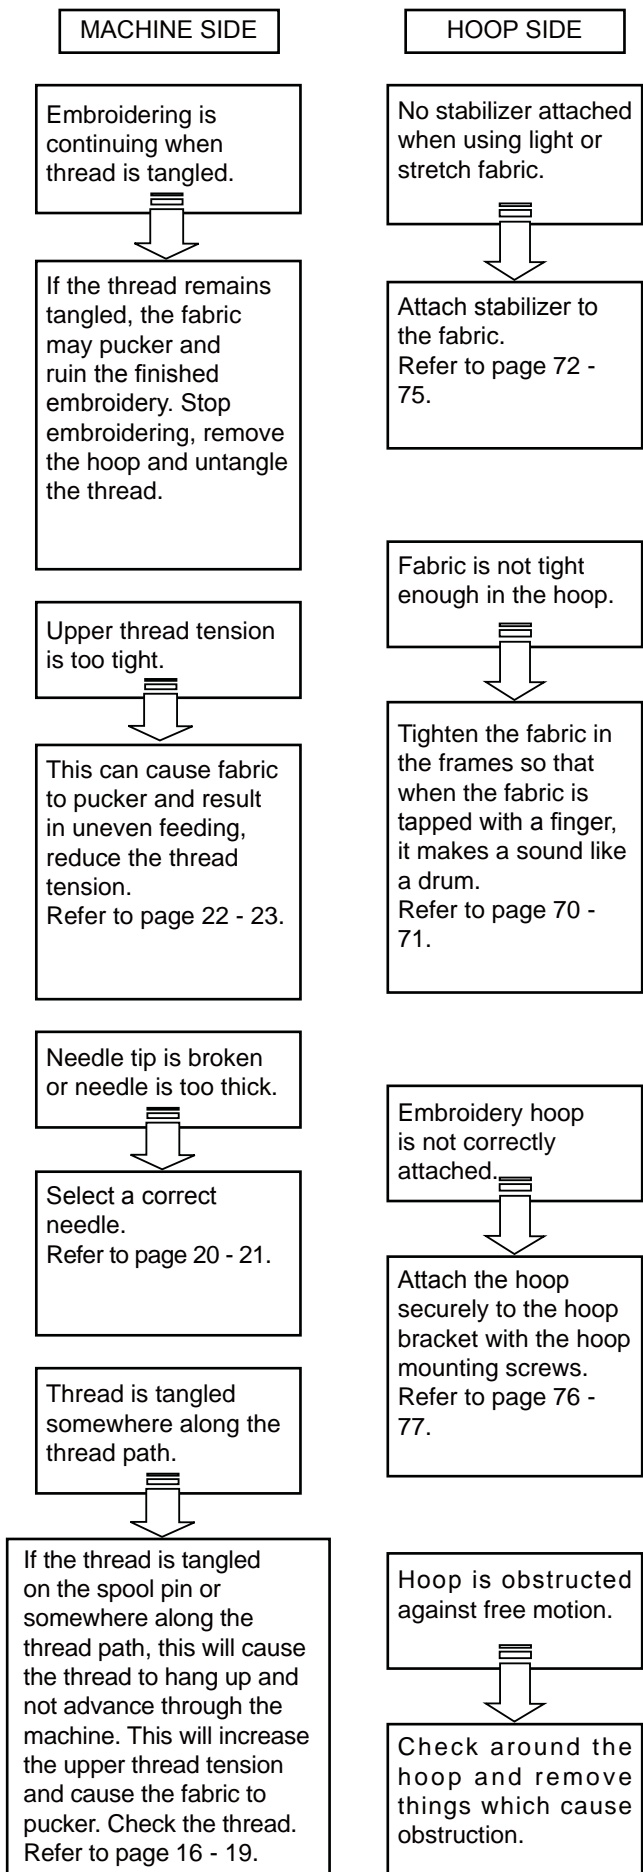 MACHINE SIDE
Embroidering is
continuing when
thread is tangled.
If the thread remains
tangled, the fabric
may pucker and
ruin the finished
embroidery. Stop
embroidering, remove
the hoop and untangle
the thread.
Upper thread tension
is too tight.
This can cause fabric
to pucker and result
in uneven feeding,
reduce the thread
tension.
Refer to page 22 - 23.
Needle tip is broken
or needle is too thick.
Select a correct
needle.
Refer to page 20 - 21.
Thread is tangled
somewhere along the
thread path.
If the thread is tangled
on the spool pin or
somewhere along the
thread path, this will cause
the thread to hang up and
not advance through the
machine. This will increase
the upper thread tension
and cause the fabric to
pucker. Check the thread.
Refer to page 16 - 19.
HOOP SIDE
No stabilizer attached
when using light or
stretch fabric.
Attach stabilizer to
the fabric.
Refer to page 72 -
75.
Fabric is not tight
enough in the hoop.
Tighten the fabric in
the frames so that
when the fabric is
tapped with a finger,
it makes a sound like
a drum.
Refer to page 70 -
71.
Embroidery hoop
is not correctly
attached.
Attach the hoop
securely to the hoop
bracket with the hoop
mounting screws.
Refer to page 76 -
77.
Hoop is obstructed
against free motion.
Check around the
hoop and remove
things which cause
obstruction.